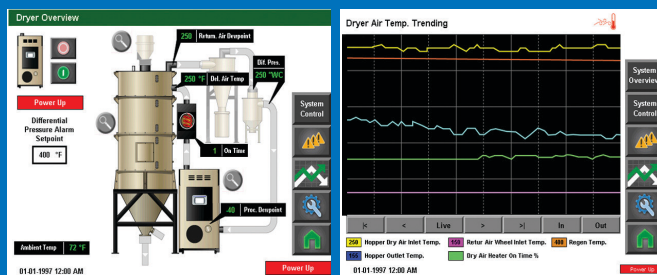 Dryer Overview
250 Return. Air Dewpoint
Dif. Pres.
250 "WC
250 °F Del. Air Temp
Power Up
Differential
Pressure Alarm
Setpoint
400 °F
System
Control
1 On Time
-40 Proc. Dewpoint
Ambient Temp 72 °F
01-01-1997 12:00 AM
Power Up
Dryer Air Temp. Trending
System
Overview
System
Control
|< < Live > >| In Out
250 Hopper Dry Air Inlet Temp. 150 Retur Air Wheel Inlet Temp. 400 Regen Temp.
155 Hopper Outlet Temp. Dry Air Heater On Time %
01-01-1997 12:00 AM
Power Up